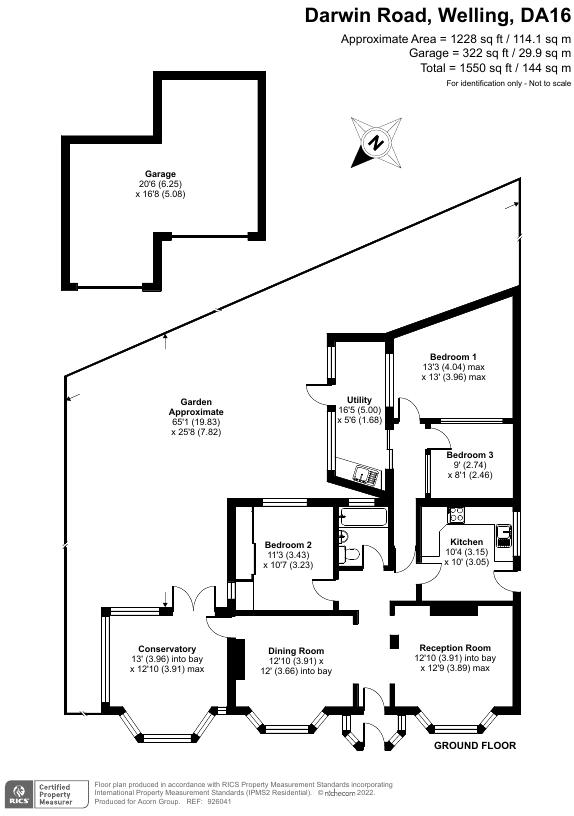 Darwin Road, Welling, DA16
Approximate Area = 1228 sq ft / 114.1 sq m
Garage = 322 sq ft / 29.9 sq m
Total = 1550 sq ft / 144 sq m
For identification only - Not to scale
N
Garage
20'6 (6.25)
x 16'8 (5.08)
Bedroom 1
13'3 (4.04) max
x 13' (3.96) max
Garden
Approximate
65'1 (19.83)
x 25'8 (7.82)
Utility
16'5 (5.00)
x 5'6 (1.68)
Bedroom 3
9' (2.74)
x 8'1 (2.46)
Bedroom 2
11'3 (3.43)
x 10'7 (3.23)
Kitchen
10'4 (3.15)
x 10' (3.05)
Conservatory
13' (3.96) into bay
x 12'10 (3.91) max
Dining Room
12'10 (3.91) x
12' (3.66) into bay
Reception Room
12'10 (3.91) into bay
x 12'9 (3.89) max
GROUND FLOOR
RICS
Certified
Property
Measurer
Floor plan produced in accordance with RICS Property Measurement Standards incorporating
International Property Measurement Standards (IPMS2 Residential). © nichecom 2022.
Produced for Acorn Group. REF: 926041